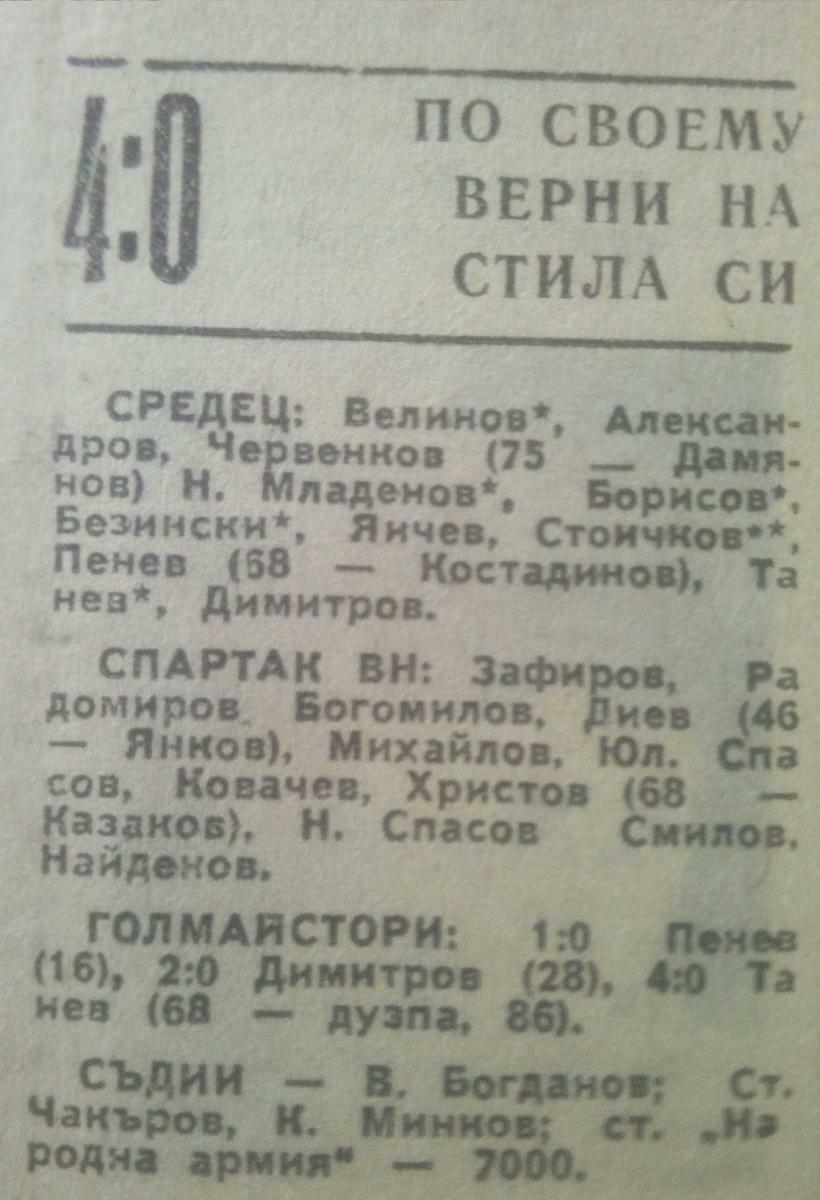 4:0
ПО СВОЕМУ
ВЕРНИ НА
СТИЛА СИ
СРЕДЕЦ: Велинов*, Алексан-
дров, Червенков (75 — Дамя-
нов) Н. Младенов*, Борисов*,
Безински*, Янчев, Стоичков**,
Пенев (68 — Костадинов), Та
нев*, Димитров.
СПАРТАК ВН: Зафиров, Ра
домиров, Богомилов, Диев (46
— Янков), Михайлов, Юл. Спа
сов, Ковачев, Христов (68 —
Казаков), Н. Спасов Смилов,
Найденов.
ГОЛМАЙСТОРИ: 1:0 Пенев
(16), 2:0 Димитров (28), 4:0 Та
нев (68 — дузпа, 86).
СЪДИИ — В. Богданов; Ст.
Чакъров, К. Минков; ст. „На
родна армия“ — 7000.